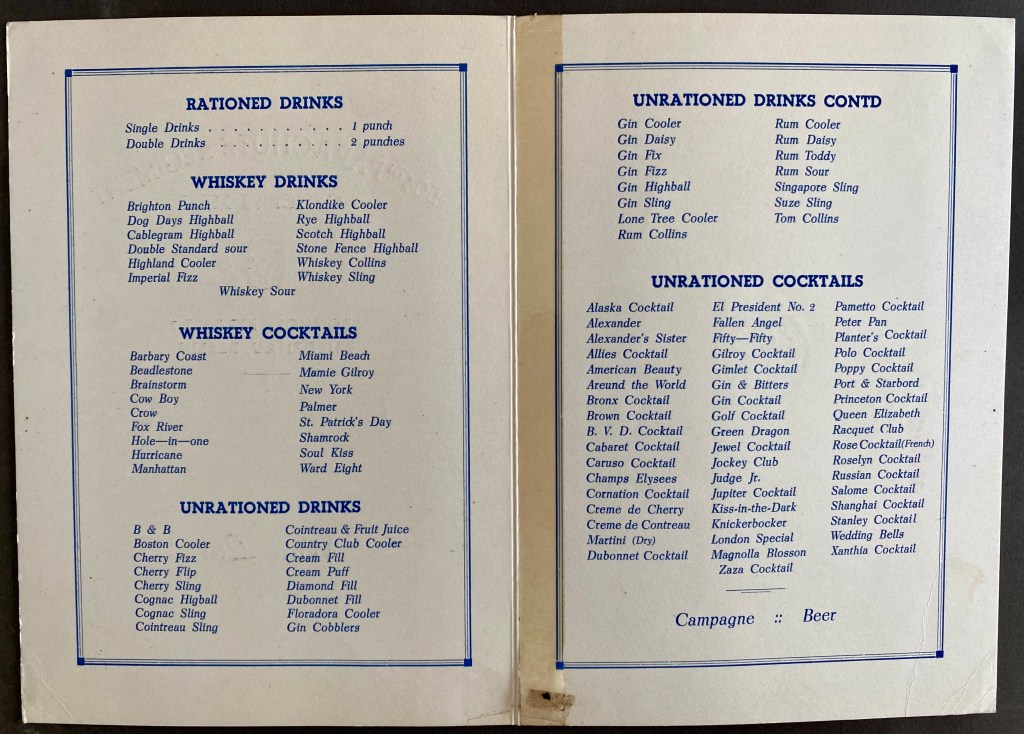 RATIONED DRINKS
Single Drinks . . . . . . . . . . . 1 punch
Double Drinks . . . . . . . . . . . 2 punches
WHISKEY DRINKS
Brighton Punch
Dog Days Highball
Cablegram Highball
Double Standard sour
Highland Cooler
Imperial Fizz
Klondike Cooler
Rye Highball
Scotch Highball
Stone Fence Highball
Whiskey Collins
Whiskey Sling
Whiskey Sour
WHISKEY COCKTAILS
Barbary Coast
Beadlestone
Brainstorm
Cow Boy
Crow
Fox River
Hole—in—one
Hurricane
Manhattan
Miami Beach
Mamie Gilroy
New York
Palmer
St. Patrick's Day
Shamrock
Soul Kiss
Ward Eight
UNRATIONED DRINKS
B & B
Boston Cooler
Cherry Fizz
Cherry Flip
Cherry Sling
Cognac Higball
Cognac Sling
Cointreau Sling
Cointreau & Fruit Juice
Country Club Cooler
Cream Fill
Cream Puff
Diamond Fill
Dubonnet Fill
Floradora Cooler
Gin Cobblers
UNRATIONED DRINKS CONTD
Gin Cooler
Gin Daisy
Gin Fix
Gin Fizz
Gin Highball
Gin Sling
Lone Tree Cooler
Rum Collins
Rum Cooler
Rum Daisy
Rum Toddy
Rum Sour
Singapore Sling
Suze Sling
Tom Collins
UNRATIONED COCKTAILS
Alaska Cocktail
Alexander
Alexander's Sister
Allies Cocktail
American Beauty
Areund the World
Bronx Cocktail
Brown Cocktail
B. V. D. Cocktail
Cabaret Cocktail
Caruso Cocktail
Champs Elysees
Cornation Cocktail
Creme de Cherry
Creme de Contreau
Martini (Dry)
Dubonnet Cocktail
El President No. 2
Fallen Angel
Fifty—Fifty
Gilroy Cocktail
Gimlet Cocktail
Gin & Bitters
Gin Cocktail
Golf Cocktail
Green Dragon
Jewel Cocktail
Jockey Club
Judge Jr.
Jupiter Cocktail
Kiss-in-the-Dark
Knickerbocker
London Special
Magnolla Blosson
Zaza Cocktail
Pametto Cocktail
Peter Pan
Planter's Cocktail
Polo Cocktail
Poppy Cocktail
Port & Starbord
Princeton Cocktail
Queen Elizabeth
Racquet Club
Rose Cocktail(French)
Roselyn Cocktail
Russian Cocktail
Salome Cocktail
Shanghai Cocktail
Stanley Cocktail
Wedding Bells
Xanthia Cocktail
Campagne :: Beer